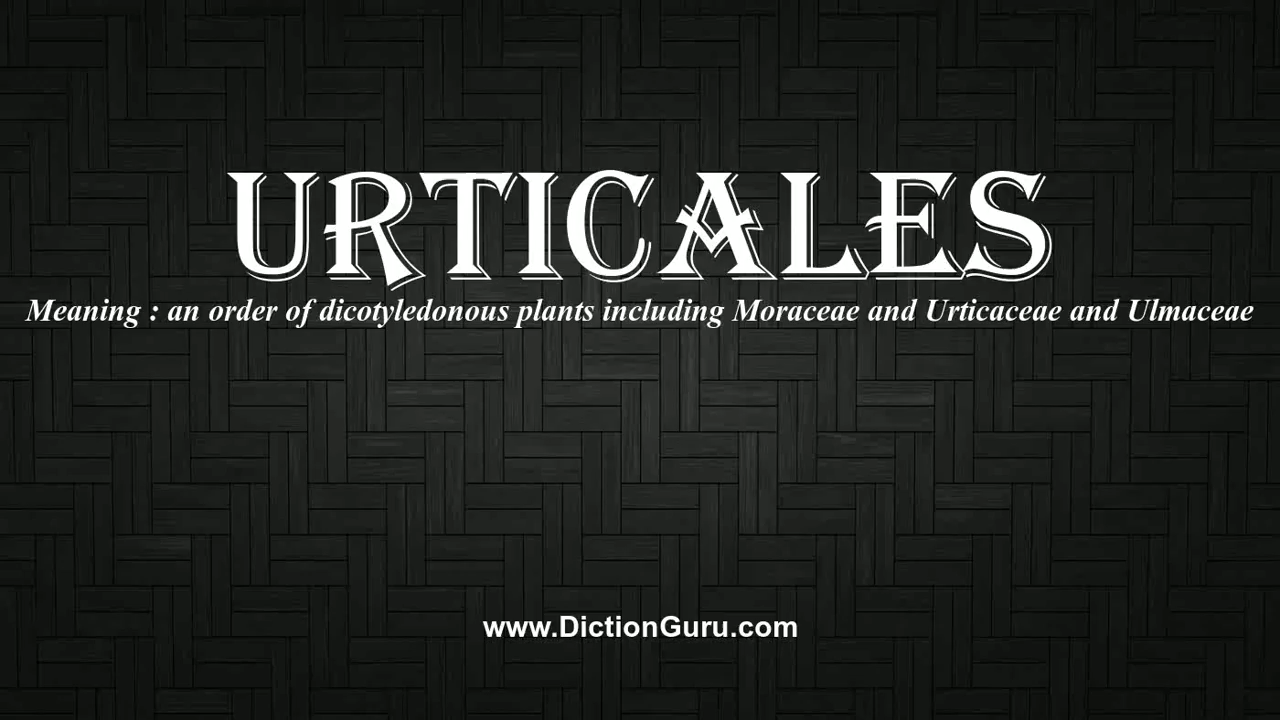 URTICALES
Meaning : an order of dicotyledonous plants including Moraceae and Urticaceae and Ulmaceae
www.DictionGuru.com